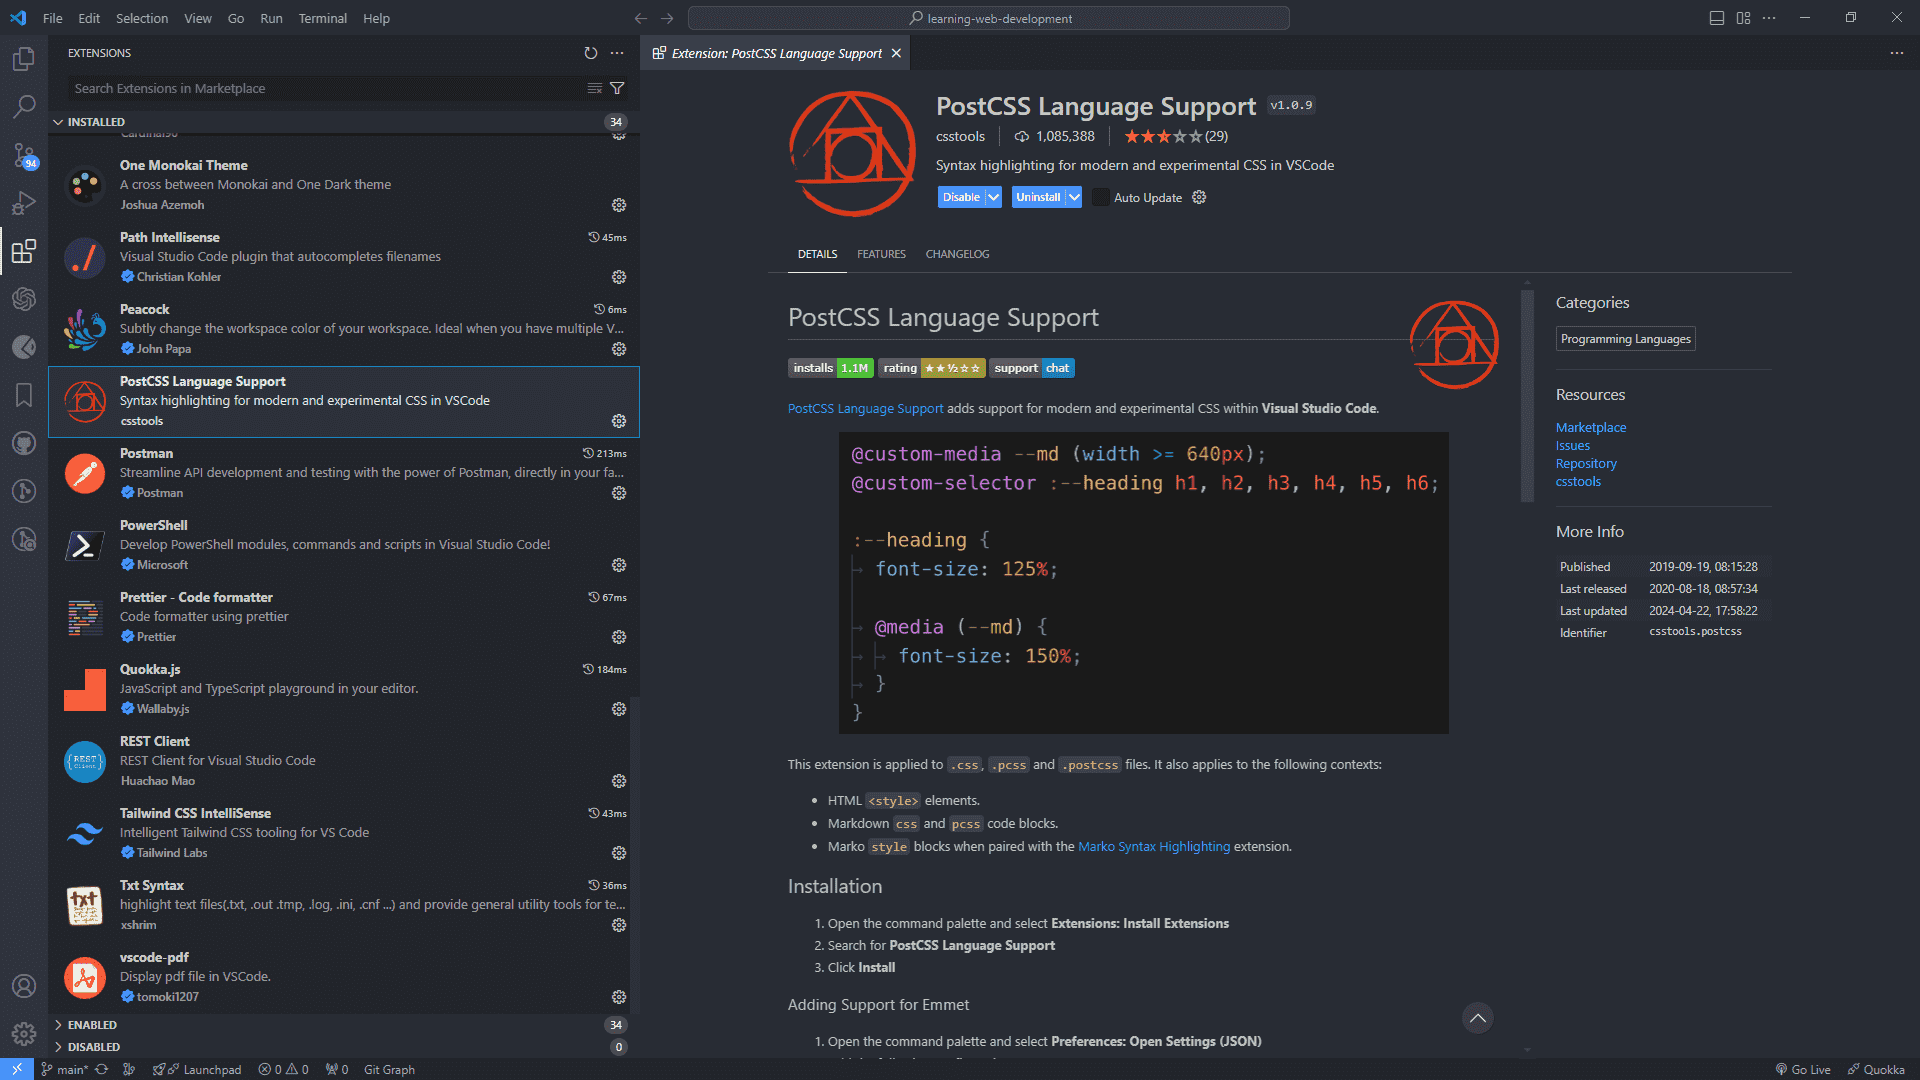 File Edit Selection View Go Run Terminal Help
learning-web-development
EXTENSIONS
Search Extensions in Marketplace
INSTALLED 34
One Monokai Theme
A cross between Monokai and One Dark theme
Joshua Azemoh
Path Intellisense 45ms
Visual Studio Code plugin that autocompletes filenames
Christian Kohler
Peacock 6ms
Subtly change the workspace color of your workspace. Ideal when you have multiple V...
John Papa
PostCSS Language Support
Syntax highlighting for modern and experimental CSS in VSCode
csstools
Postman 213ms
Streamline API development and testing with the power of Postman, directly in your fa...
Postman
PowerShell
Develop PowerShell modules, commands and scripts in Visual Studio Code!
Microsoft
Prettier - Code formatter 67ms
Code formatter using prettier
Prettier
Quokka.js 184ms
JavaScript and TypeScript playground in your editor.
Wallaby.js
REST Client
REST Client for Visual Studio Code
Huachao Mao
{REST}
Client
Tailwind CSS IntelliSense 43ms
Intelligent Tailwind CSS tooling for VS Code
Tailwind Labs
Txt Syntax 36ms
highlight text files(.txt, .out .tmp, .log, .ini, .cnf ...) and provide general utility tools for te...
xshrim
txt
vscode-pdf
Display pdf file in VSCode.
tomoki1207
ENABLED 34
DISABLED 0
94
Extension: PostCSS Language Support
PostCSS Language Support v1.0.9
csstools 1,085,388 (29)
Syntax highlighting for modern and experimental CSS in VSCode
Disable Uninstall Auto Update
DETAILS FEATURES CHANGELOG
PostCSS Language Support
installs 1.1M rating ★★½☆☆ support chat
PostCSS Language Support adds support for modern and experimental CSS within Visual Studio Code.
@custom-media --md (width >= 640px);
@custom-selector :--heading h1, h2, h3, h4, h5, h6;
:--heading {
font-size: 125%;
@media (--md) {
font-size: 150%;
}
}
This extension is applied to .css, .pcss and .postcss files. It also applies to the following contexts:
• HTML <style> elements.
• Markdown css and pcss code blocks.
• Marko style blocks when paired with the Marko Syntax Highlighting extension.
Installation
1. Open the command palette and select Extensions: Install Extensions
2. Search for PostCSS Language Support
3. Click Install
Adding Support for Emmet
1. Open the command palette and select Preferences: Open Settings (JSON)
Categories
Programming Languages
Resources
Marketplace
Issues
Repository
csstools
More Info
Published 2019-09-19, 08:15:28
Last released 2020-08-18, 08:57:34
Last updated 2024-04-22, 17:58:22
Identifier csstools.postcss
main* Launchpad 0 0 0 Git Graph Go Live Quokka